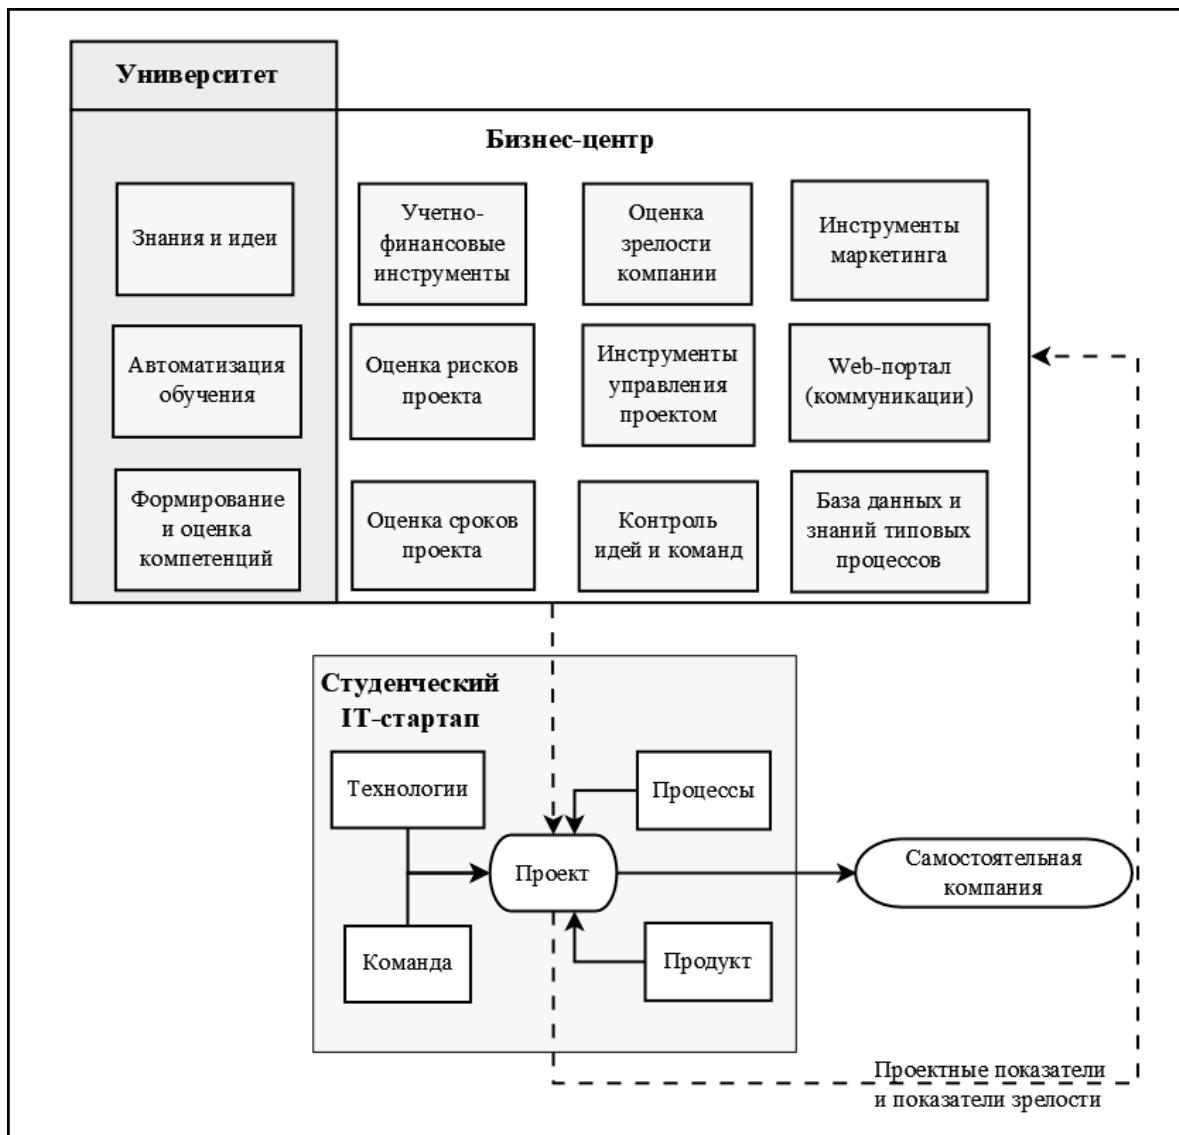 Университет
Бизнес-центр
Знания и идеи
Учетно-
финансовые
инструменты
Оценка
зрелости
компании
Инструменты
маркетинга
Автоматизация
обучения
Оценка рисков
проекта
Инструменты
управления
проектом
Web-портал
(коммуникации)
Формирование
и оценка
компетенций
Оценка сроков
проекта
Контроль
идей и команд
База данных и
знаний типовых
процессов
Студенческий
IT-стартап
Технологии
Процессы
Проект
Самостоятельная
компания
Команда
Продукт
Проектные показатели
и показатели зрелости